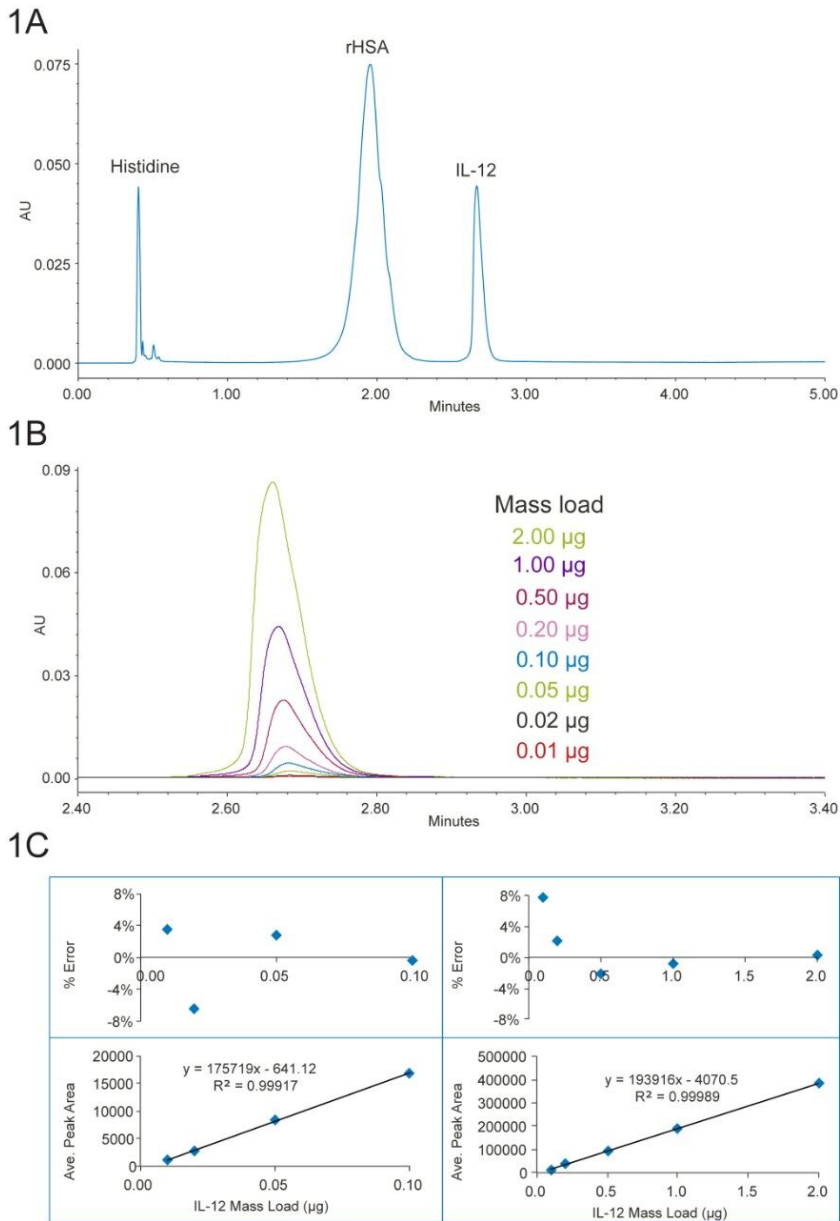 1A
rHSA
Histidine
IL-12
0.075
0.050
0.025
0.000
AU
0.00 1.00 2.00 3.00 4.00 5.00
Minutes
1B
0.09
0.06
0.03
0.00
AU
Mass load
2.00 µg
1.00 µg
0.50 µg
0.20 µg
0.10 µg
0.05 µg
0.02 µg
0.01 µg
2.40 2.60 2.80 3.00 3.20 3.40
Minutes
1C
8%
4%
0%
-4%
-8%
% Error
0.00 0.05 0.10
8%
4%
0%
-4%
-8%
% Error
0.0 0.5 1.0 1.5 2.0
20000
15000
10000
5000
0
Ave. Peak Area
y = 175719x - 641.12
R² = 0.99917
0.00 0.05 0.10
IL-12 Mass Load (µg)
500000
400000
300000
200000
100000
0
Ave. Peak Area
y = 193916x - 4070.5
R² = 0.99989
0.0 0.5 1.0 1.5 2.0
IL-12 Mass Load (µg)